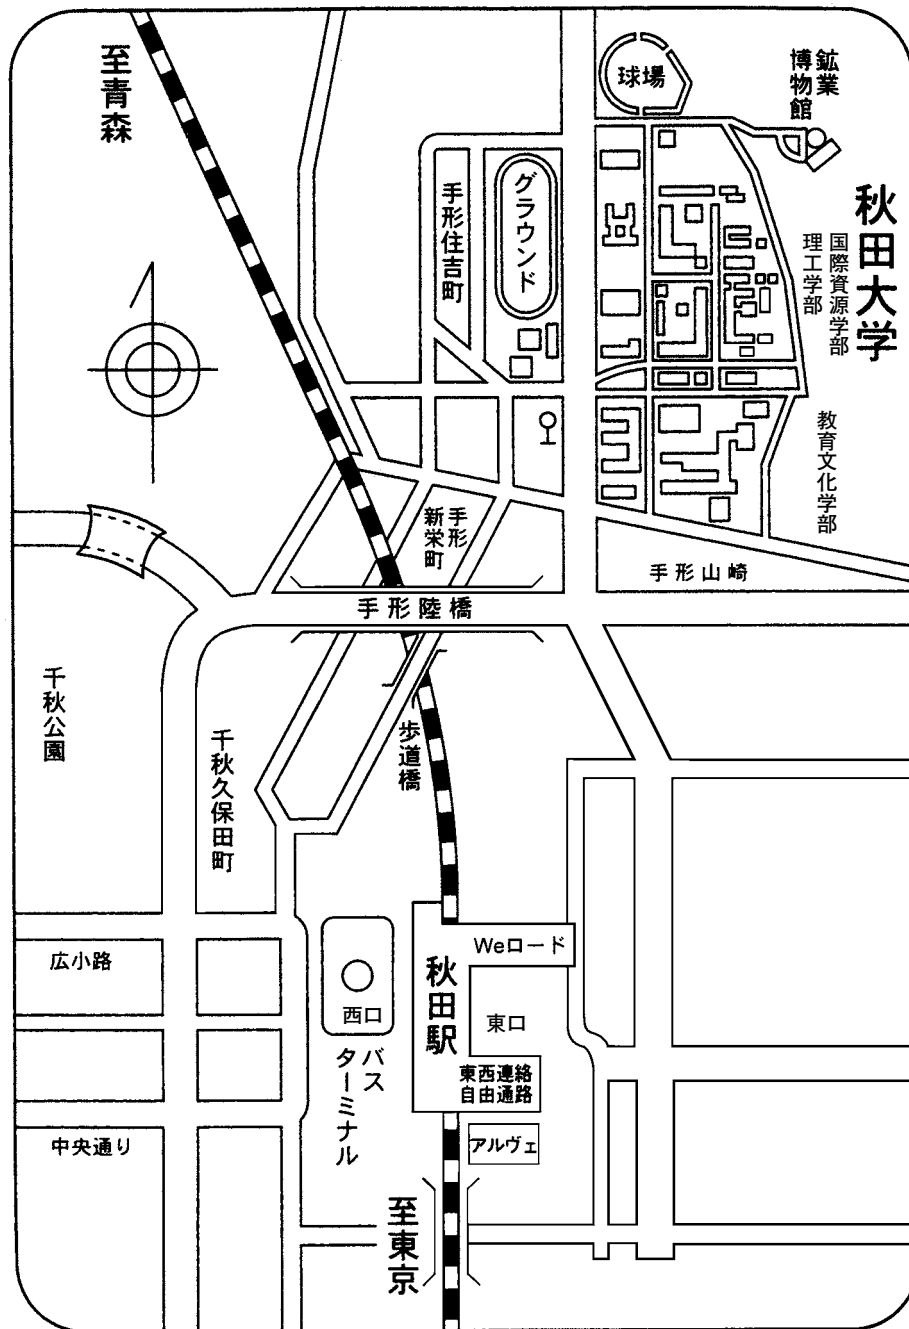 至青森
球場
鉱業
博物館
秋田大学
国際資源学部
理工学部
教育文化学部
グラウンド
手形住吉町
手形
新栄町
手形山崎
手形陸橋
千秋公園
千秋久保田町
歩道橋
Weロード
広小路
秋田駅
西口
東口
バス
ターミナル
東西連絡
自由通路
アルヴェ
中央通り
至東京